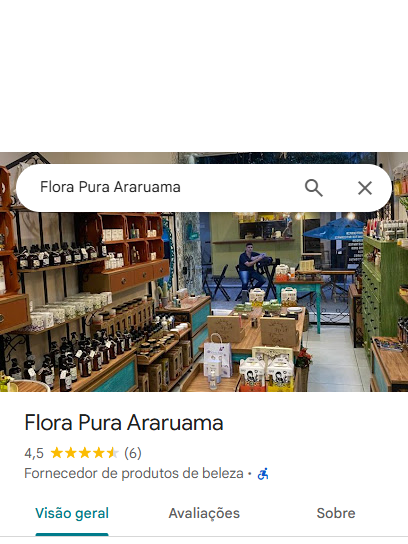 Flora Pura Araruama
Flora Pura Araruama
4,5 (6)
Fornecedor de produtos de beleza ·
Visão geral Avaliações Sobre